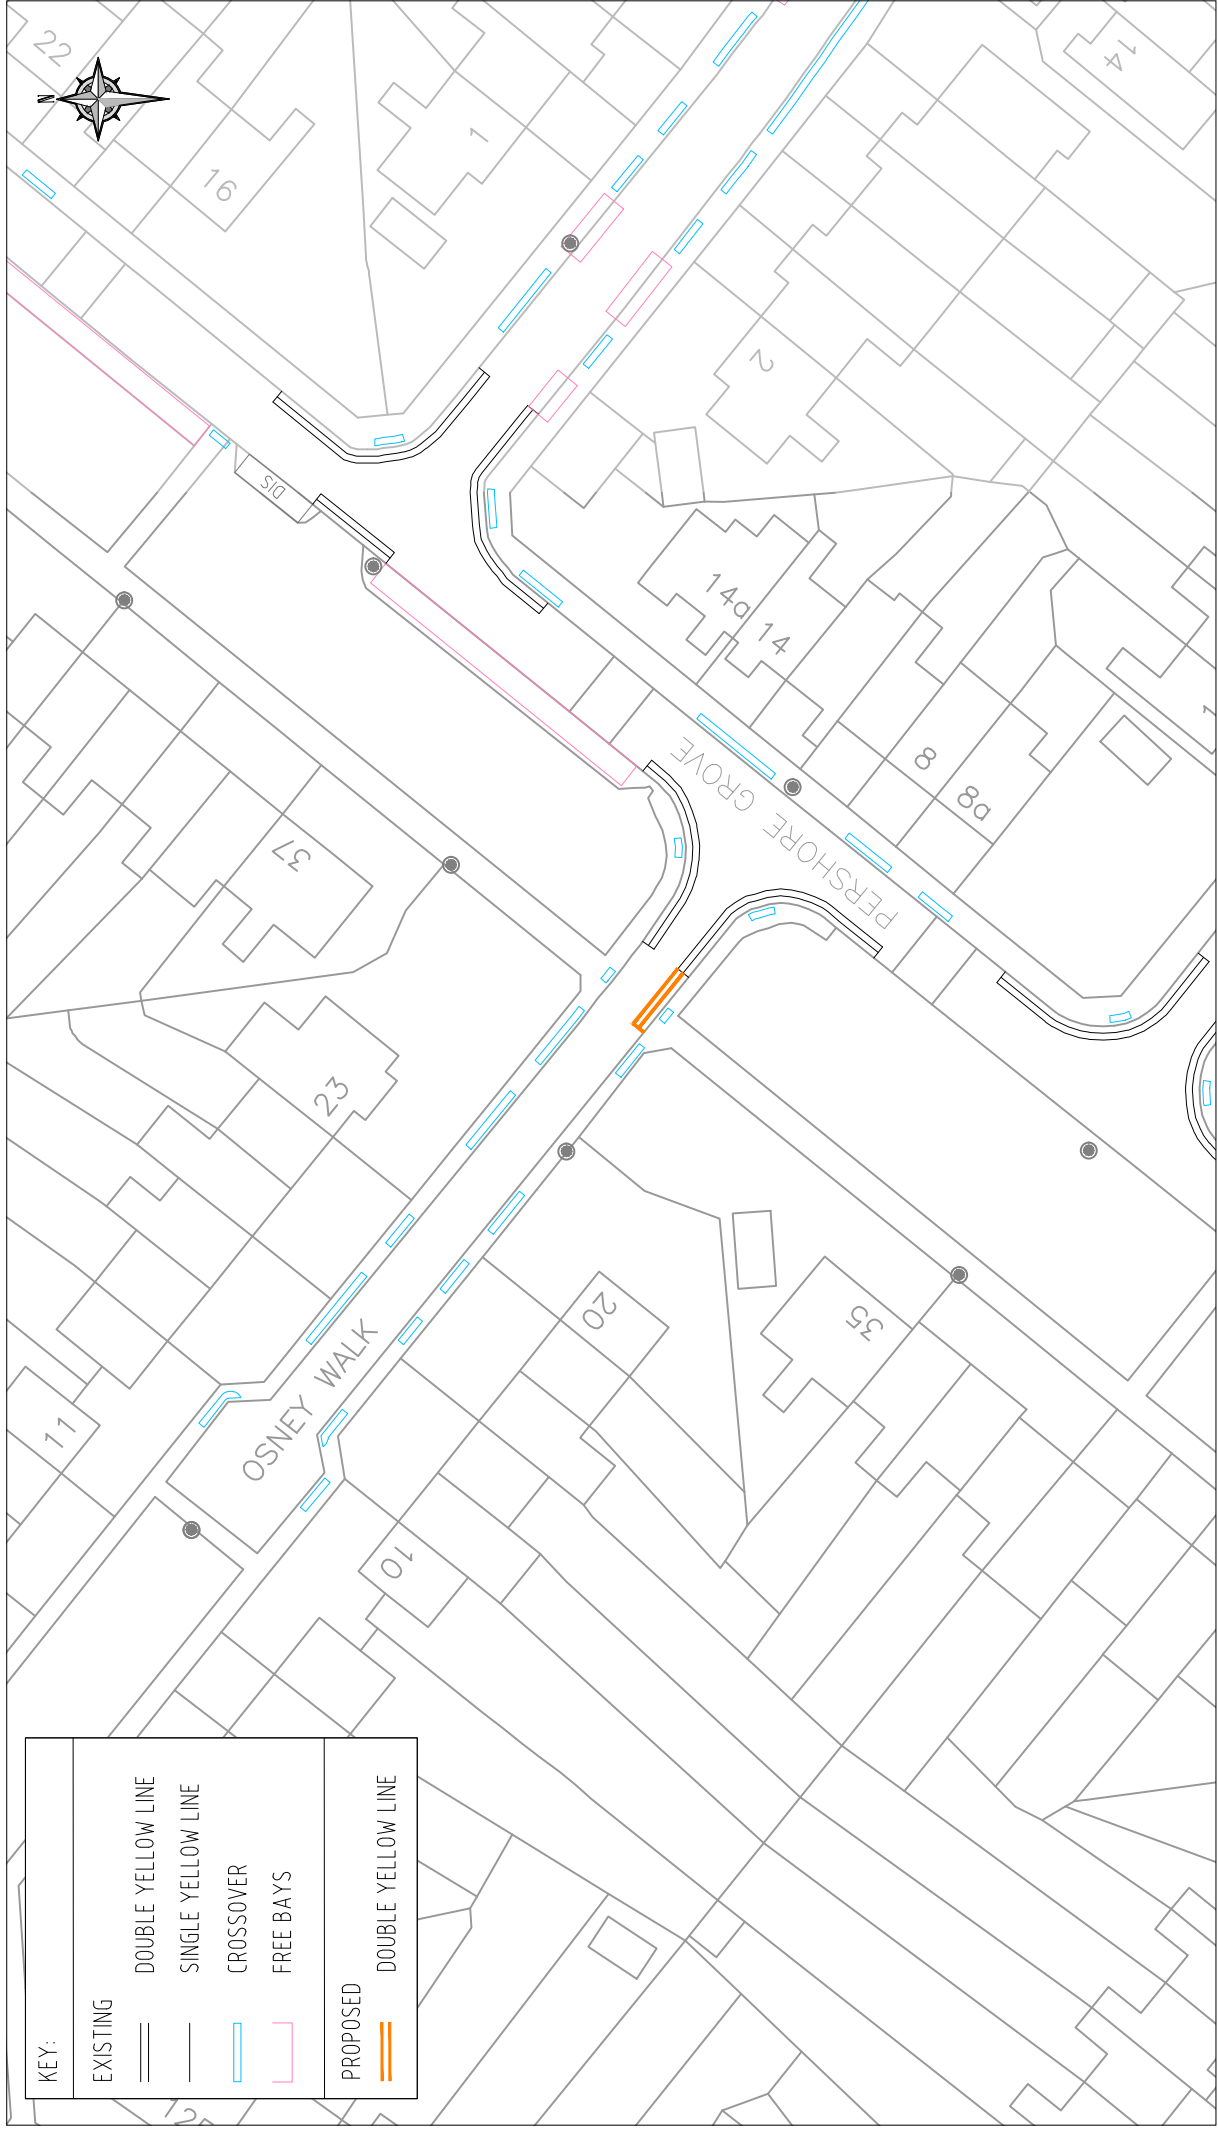 KEY:
EXISTING
DOUBLE YELLOW LINE
SINGLE YELLOW LINE
CROSSOVER
FREE BAYS
PROPOSED
DOUBLE YELLOW LINE
N
22
16
1
14
2
DIS
14a
14
8
8a
1
PERSHORE GROVE
37
23
11
OSNEY WALK
20
35
10